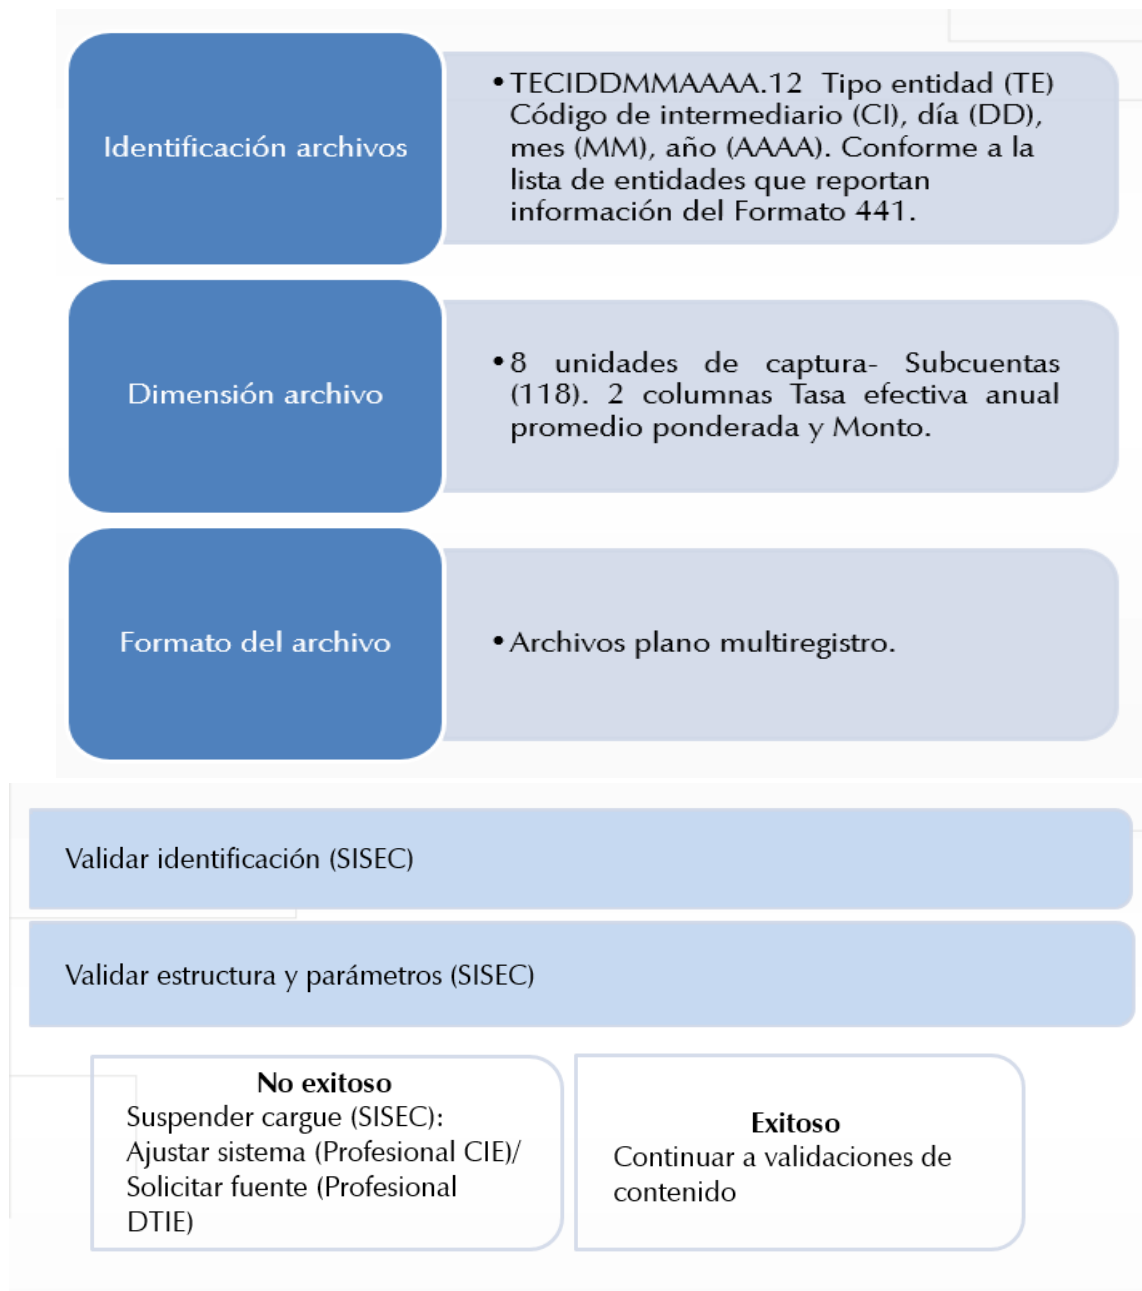 Identificación archivos
•TECIDDMMAAAA.12 Tipo entidad (TE)
Código de intermediario (CI), día (DD),
mes (MM), año (AAAA). Conforme a la
lista de entidades que reportan
información del Formato 441.
Dimensión archivo
•8 unidades de captura- Subcuentas
(118). 2 columnas Tasa efectiva anual
promedio ponderada y Monto.
Formato del archivo
•Archivos plano multiregistro.
Validar identificación (SISEC)
Validar estructura y parámetros (SISEC)
No exitoso
Suspender cargue (SISEC):
Ajustar sistema (Profesional CIE)/
Solicitar fuente (Profesional
DTIE)
Exitoso
Continuar a validaciones de
contenido